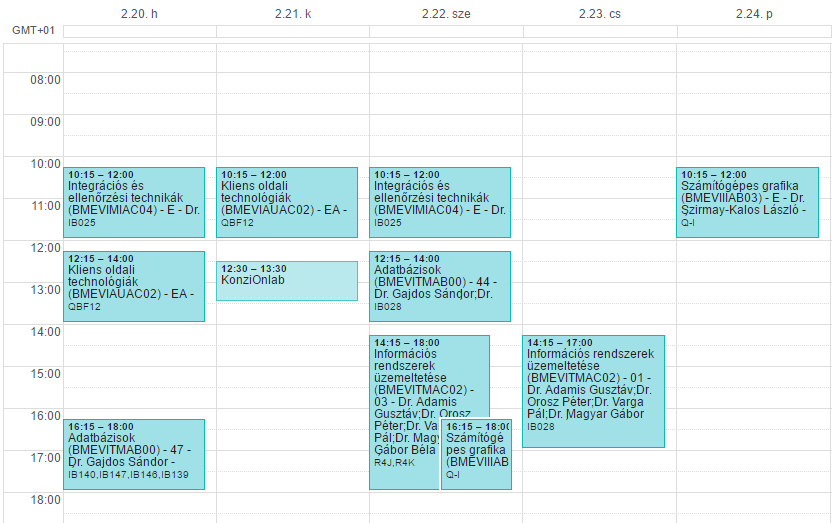 2.20. h
2.21. k
2.22. sze
2.23. cs
2.24. p
GMT+01
08:00
09:00
10:00
11:00
12:00
13:00
14:00
15:00
16:00
17:00
18:00
10:15 – 12:00
Integrációs és
ellenőrzési technikák
(BMEVIMIAC04) - E - Dr.
IB025
12:15 – 14:00
Kliens oldali
technológiák
(BMEVIAUAC02) - EA -
QBF12
16:15 – 18:00
Adatbázisok
(BMEVITMAB00) - 47 -
Dr. Gajdos Sándor -
IB140,IB147,IB146,IB139
10:15 – 12:00
Kliens oldali
technológiák
(BMEVIAUAC02) - EA -
QBF12
12:30 – 13:30
KonziOnlab
10:15 – 12:00
Integrációs és
ellenőrzési technikák
(BMEVIMIAC04) - E - Dr.
IB025
12:15 – 14:00
Adatbázisok
(BMEVITMAB00) - 44 -
Dr. Gajdos Sándor;Dr.
IB028
14:15 – 18:00
Információs
rendszerek
üzemeltetése
(BMEVITMAC02) -
03 - Dr. Adamis
Gusztáv;Dr. Orosz
Péter;Dr. Va
Pál;Dr. Mag
Gábor Béla
R4J,R4K
16:15 – 18:00
Számítógé
pes grafika
(BMEVIIIAB
Q-I
14:15 – 17:00
Információs rendszerek
üzemeltetése
(BMEVITMAC02) - 01 -
Dr. Adamis Gusztáv;Dr.
Orosz Péter;Dr. Varga
Pál;Dr. Magyar Gábor
IB028
10:15 – 12:00
Számítógépes grafika
(BMEVIIIAB03) - E - Dr.
Szirmay-Kalos László -
Q-I